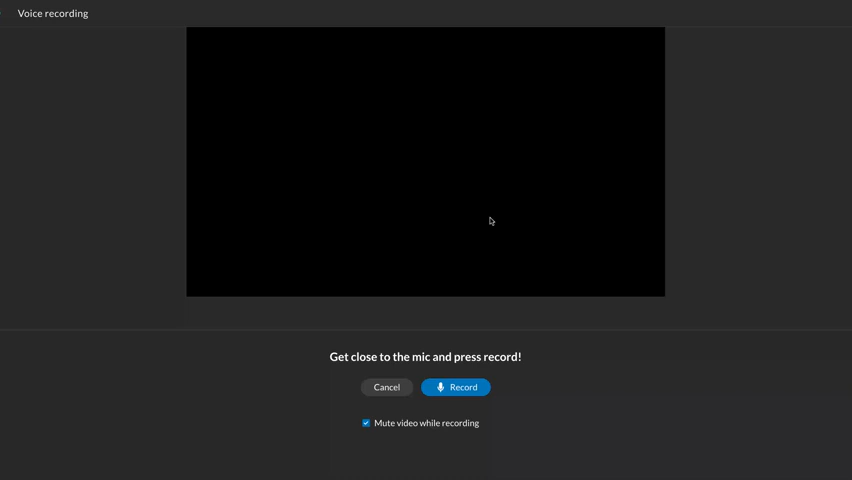 Voice recording
Get close to the mic and press record!
Cancel
Record
Mute video while recording